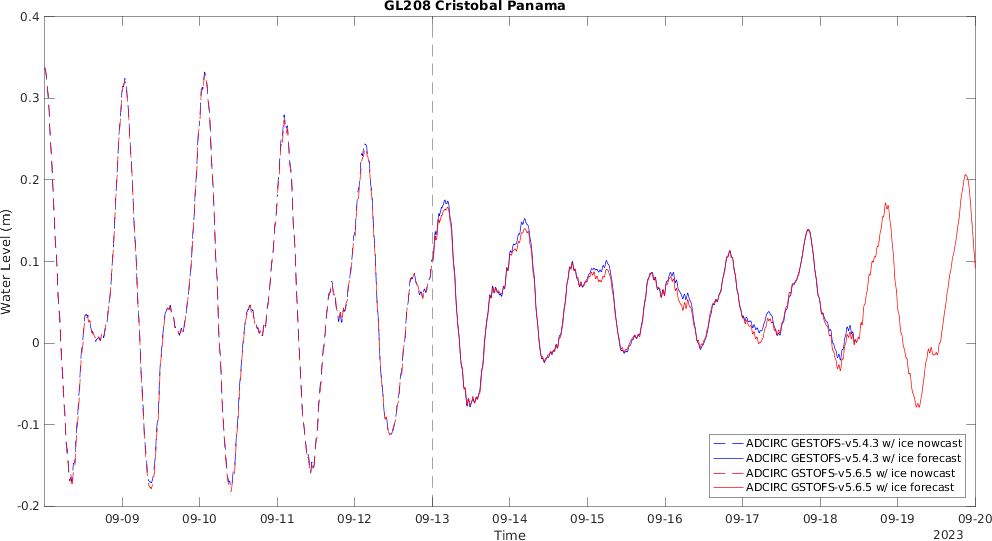 GL208 Cristobal Panama
Water Level (m)
0.4
0.3
0.2
0.1
0
-0.1
-0.2
ADCIRC GESTOFS-v5.4.3 w/ ice nowcast
ADCIRC GESTOFS-v5.4.3 w/ ice forecast
ADCIRC GSTOFS-v5.6.5 w/ ice nowcast
ADCIRC GSTOFS-v5.6.5 w/ ice forecast
09-09 09-10 09-11 09-12 09-13 09-14 09-15 09-16 09-17 09-18 09-19 09-20
Time
2023